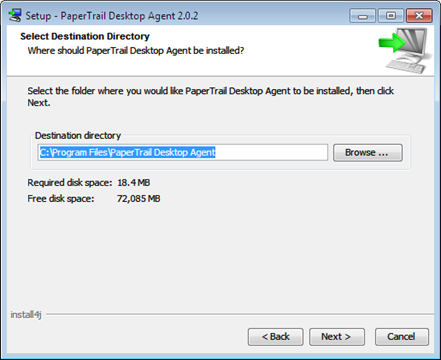 Setup - PaperTrail Desktop Agent 2.0.2
Select Destination Directory
Where should PaperTrail Desktop Agent be installed?
Select the folder where you would like PaperTrail Desktop Agent to be installed, then click
Next.
Destination directory
C:\Program Files\PaperTrail Desktop Agent
Browse ...
Required disk space: 18.4 MB
Free disk space: 72,085 MB
install4j
< Back
Next >
Cancel